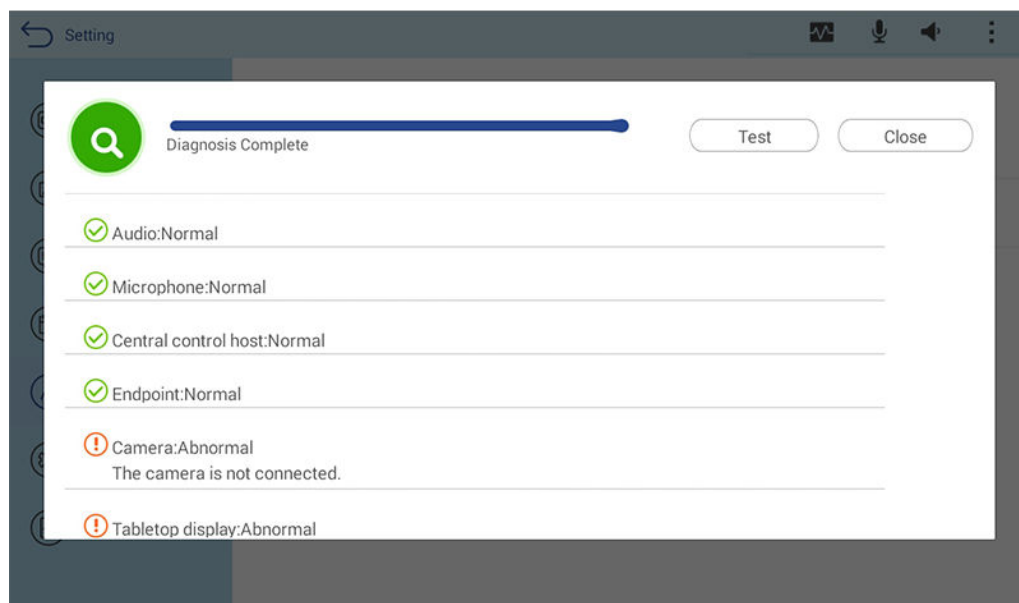 Setting
Diagnosis Complete
Test
Close
Audio:Normal
Microphone:Normal
Central control host:Normal
Endpoint:Normal
Camera:Abnormal
The camera is not connected.
Tabletop display:Abnormal